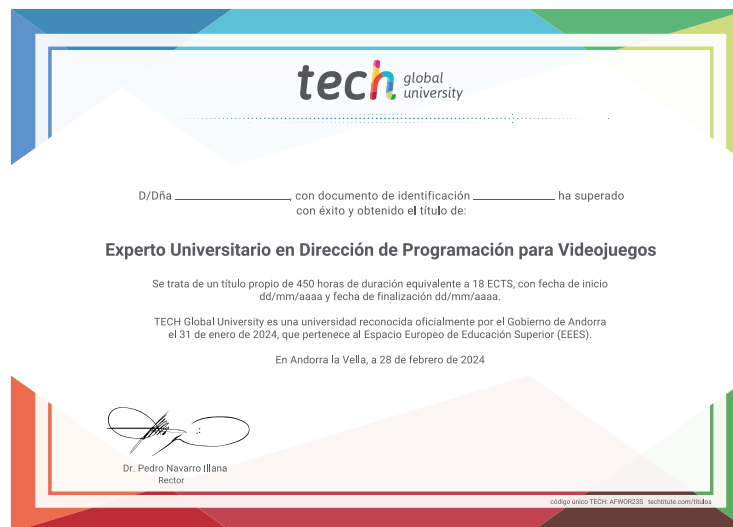 tech global
university
D/Dña ____________________, con documento de identificación ______________ ha superado
con éxito y obtenido el título de:
Experto Universitario en Dirección de Programación para Videojuegos
Se trata de un título propio de 450 horas de duración equivalente a 18 ECTS, con fecha de inicio
dd/mm/aaaa y fecha de finalización dd/mm/aaaa.
TECH Global University es una universidad reconocida oficialmente por el Gobierno de Andorra
el 31 de enero de 2024, que pertenece al Espacio Europeo de Educación Superior (EEES).
En Andorra la Vella, a 28 de febrero de 2024
Dr. Pedro Navarro Illana
Rector
código único TECH: AFWOR23S techtitute.com/titulos